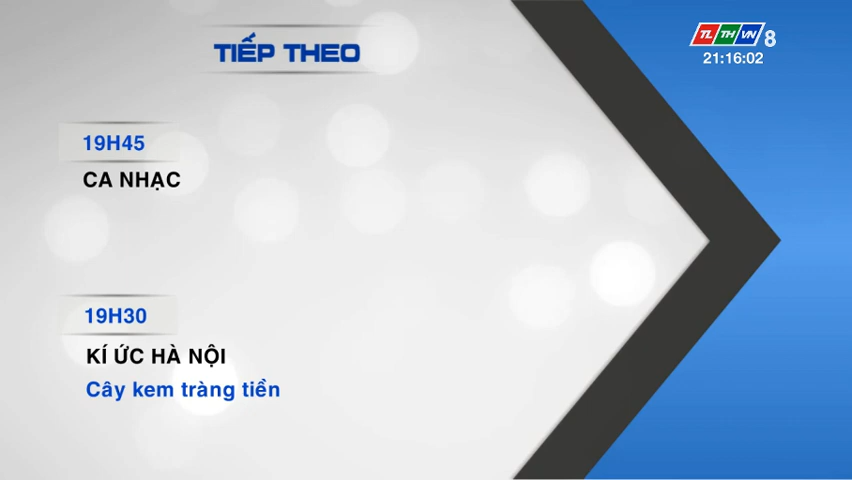 TIẾP THEO
TL TH VN 8
21:16:02
19H45
CA NHẠC
19H30
KÍ ỨC HÀ NỘI
Cây kem tràng tiền